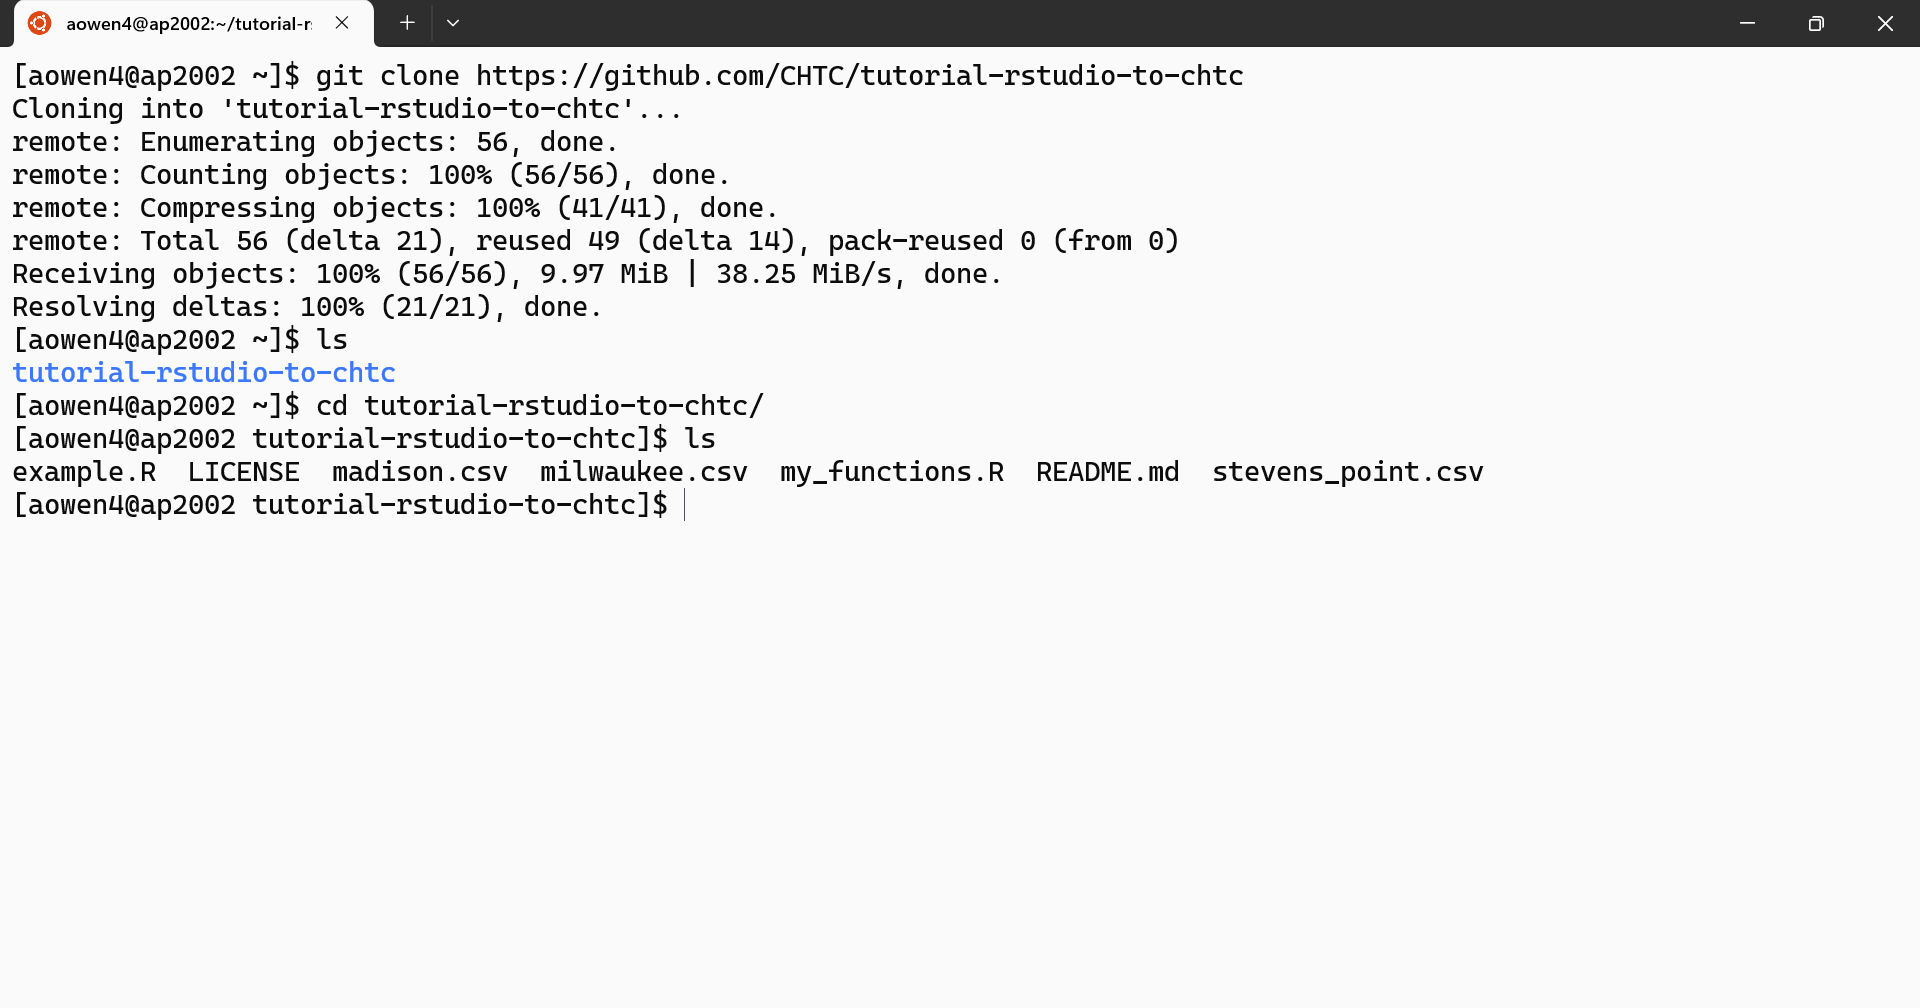 aowen4@ap2002:~/tutorial-r
[aowen4@ap2002 ~]$ git clone https://github.com/CHTC/tutorial-rstudio-to-chtc
Cloning into 'tutorial-rstudio-to-chtc'...
remote: Enumerating objects: 56, done.
remote: Counting objects: 100% (56/56), done.
remote: Compressing objects: 100% (41/41), done.
remote: Total 56 (delta 21), reused 49 (delta 14), pack-reused 0 (from 0)
Receiving objects: 100% (56/56), 9.97 MiB | 38.25 MiB/s, done.
Resolving deltas: 100% (21/21), done.
[aowen4@ap2002 ~]$ ls
tutorial-rstudio-to-chtc
[aowen4@ap2002 ~]$ cd tutorial-rstudio-to-chtc/
[aowen4@ap2002 tutorial-rstudio-to-chtc]$ ls
example.R  LICENSE  madison.csv  milwaukee.csv  my_functions.R  README.md  stevens_point.csv
[aowen4@ap2002 tutorial-rstudio-to-chtc]$